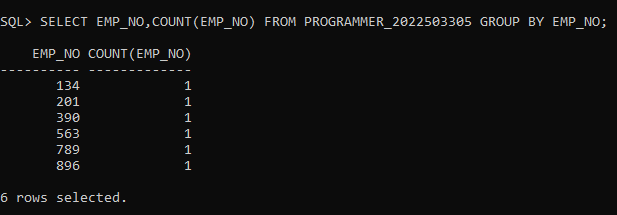 SQL> SELECT EMP_NO,COUNT(EMP_NO) FROM PROGRAMMER_2022503305 GROUP BY EMP_NO;
EMP_NO COUNT(EMP_NO)
---------- -------------
134 1
201 1
390 1
563 1
789 1
896 1
6 rows selected.